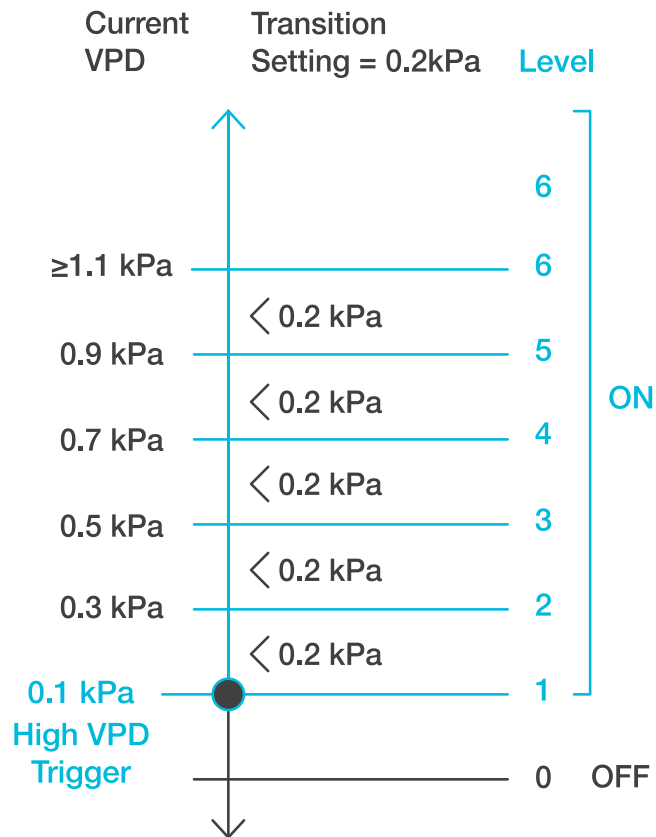 Current VPD
Transition Setting = 0.2kPa
Level
6
≥1.1 kPa
6
< 0.2 kPa
0.9 kPa
5
< 0.2 kPa
ON
0.7 kPa
4
< 0.2 kPa
0.5 kPa
3
< 0.2 kPa
0.3 kPa
2
< 0.2 kPa
0.1 kPa
1
High VPD
Trigger
0
OFF